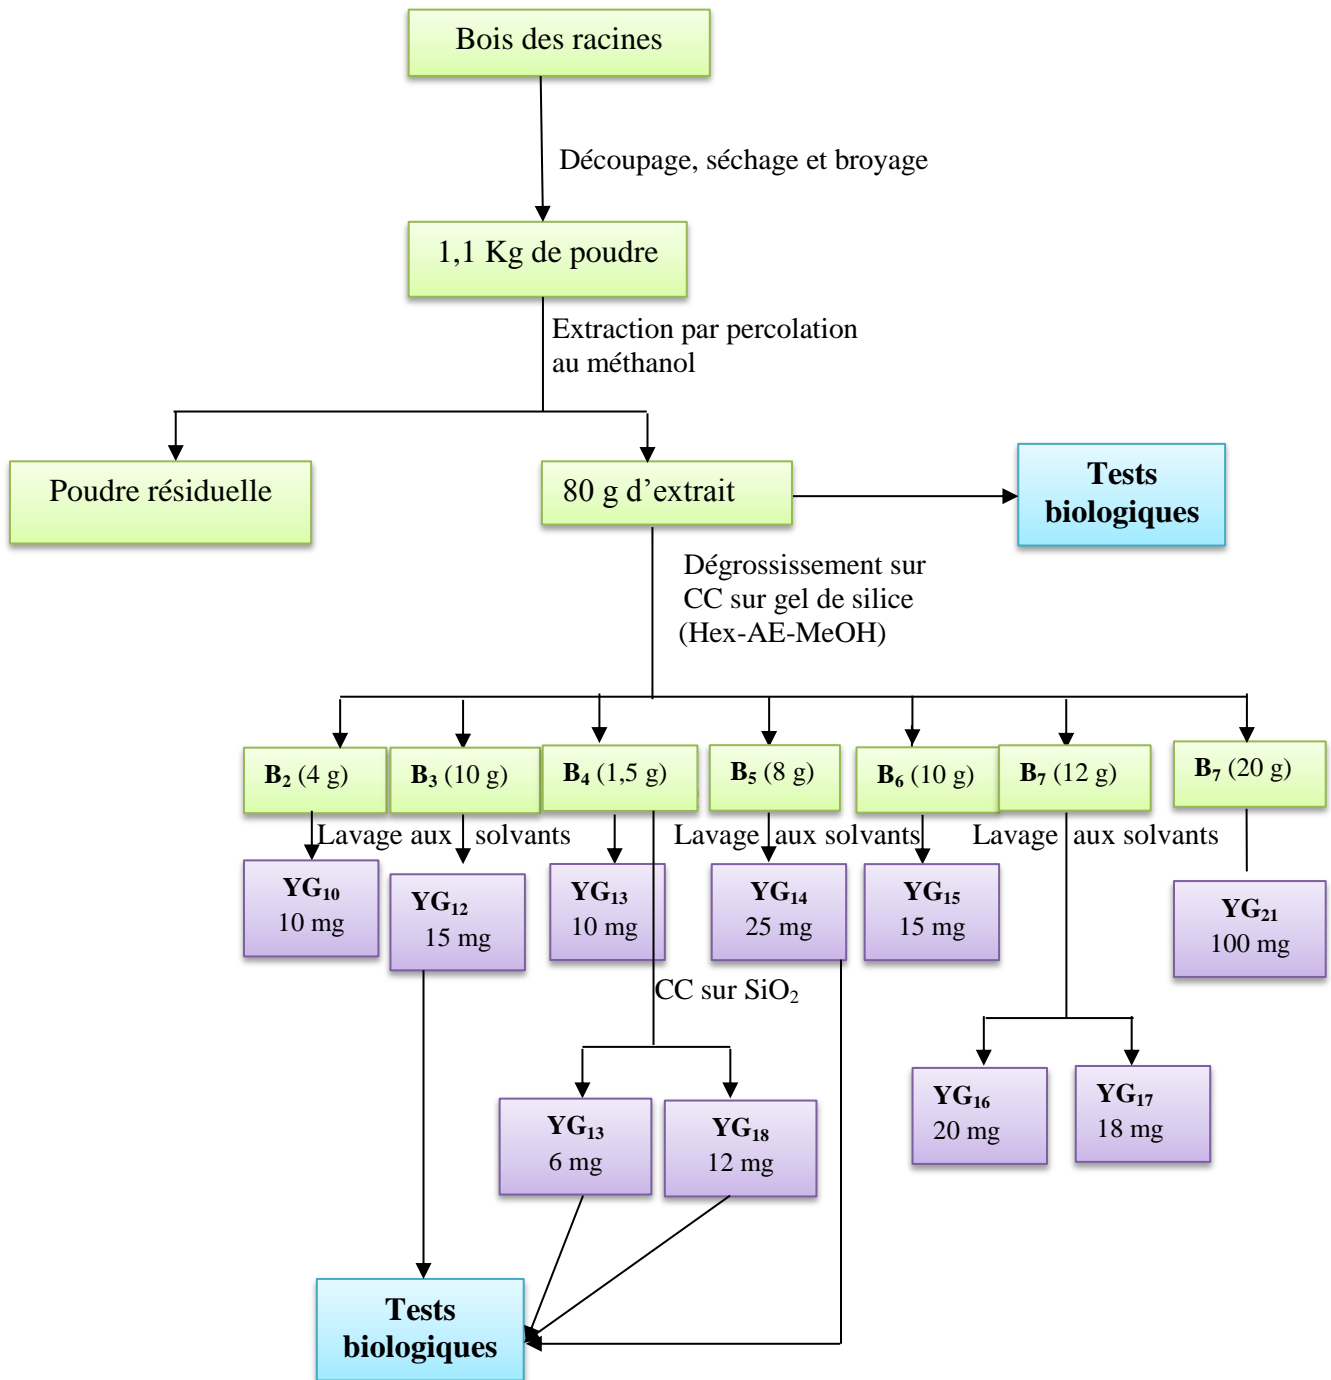 Bois des racines
Découpage, séchage et broyage
1,1 Kg de poudre
Extraction par percolation
au méthanol
Poudre résiduelle
80 g d’extrait
Tests
biologiques
Dégrossissement sur
CC sur gel de silice
(Hex-AE-MeOH)
B₂ (4 g)
B₃ (10 g)
B₄ (1,5 g)
B₅ (8 g)
B₆ (10 g)
B₇ (12 g)
B₇ (20 g)
Lavage aux solvants
Lavage aux solvants
Lavage aux solvants
YG₁₀
10 mg
YG₁₂
15 mg
YG₁₃
10 mg
YG₁₄
25 mg
YG₁₅
15 mg
YG₂₁
100 mg
CC sur SiO₂
YG₁₃
6 mg
YG₁₈
12 mg
YG₁₆
20 mg
YG₁₇
18 mg
Tests
biologiques